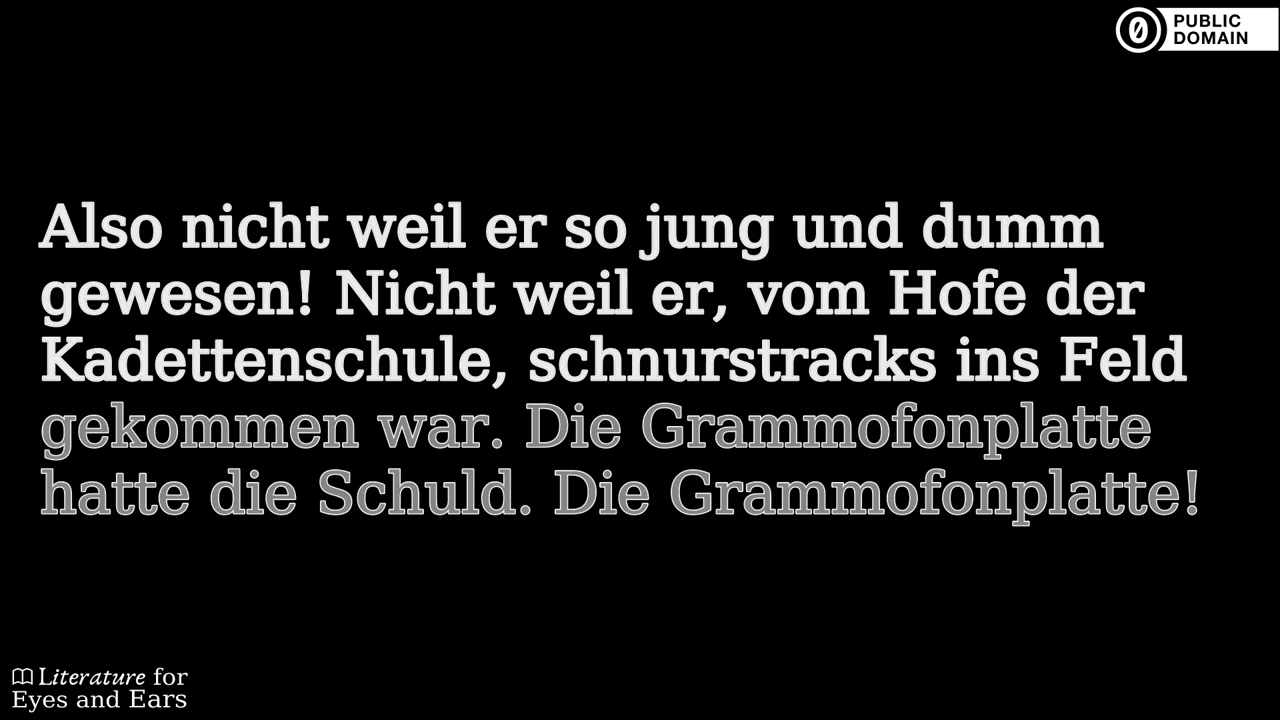 PUBLIC
DOMAIN
Also nicht weil er so jung und dumm
gewesen! Nicht weil er, vom Hofe der
Kadettenschule, schnurstracks ins Feld
gekommen war. Die Grammofonplatte
hatte die Schuld. Die Grammofonplatte!
Literature for
Eyes and Ears